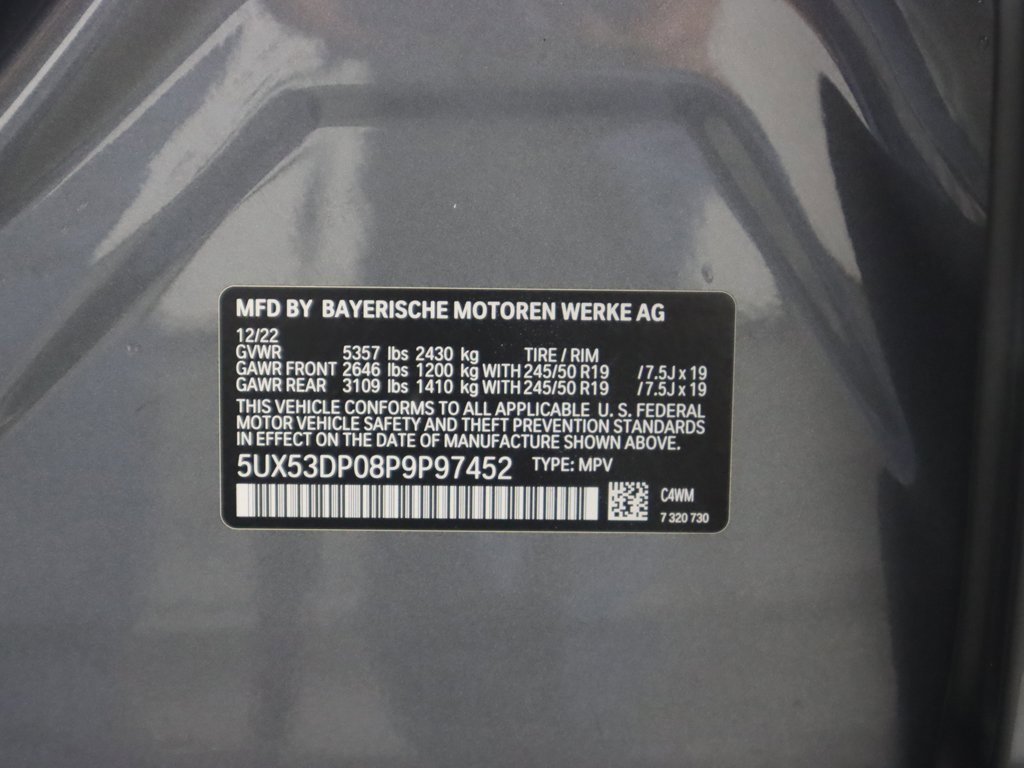 MFD BY BAYERISCHE MOTOREN WERKE AG
12/22
GVWR 5357 lbs 2430 kg TIRE / RIM
GAWR FRONT 2646 lbs 1200 kg WITH 245/50 R19 / 7.5J x 19
GAWR REAR 3109 lbs 1410 kg WITH 245/50 R19 / 7.5J x 19
THIS VEHICLE CONFORMS TO ALL APPLICABLE U. S. FEDERAL
MOTOR VEHICLE SAFETY AND THEFT PREVENTION STANDARDS
IN EFFECT ON THE DATE OF MANUFACTURE SHOWN ABOVE.
5UX53DP08P9P97452 TYPE: MPV
C4WM
7 320 730